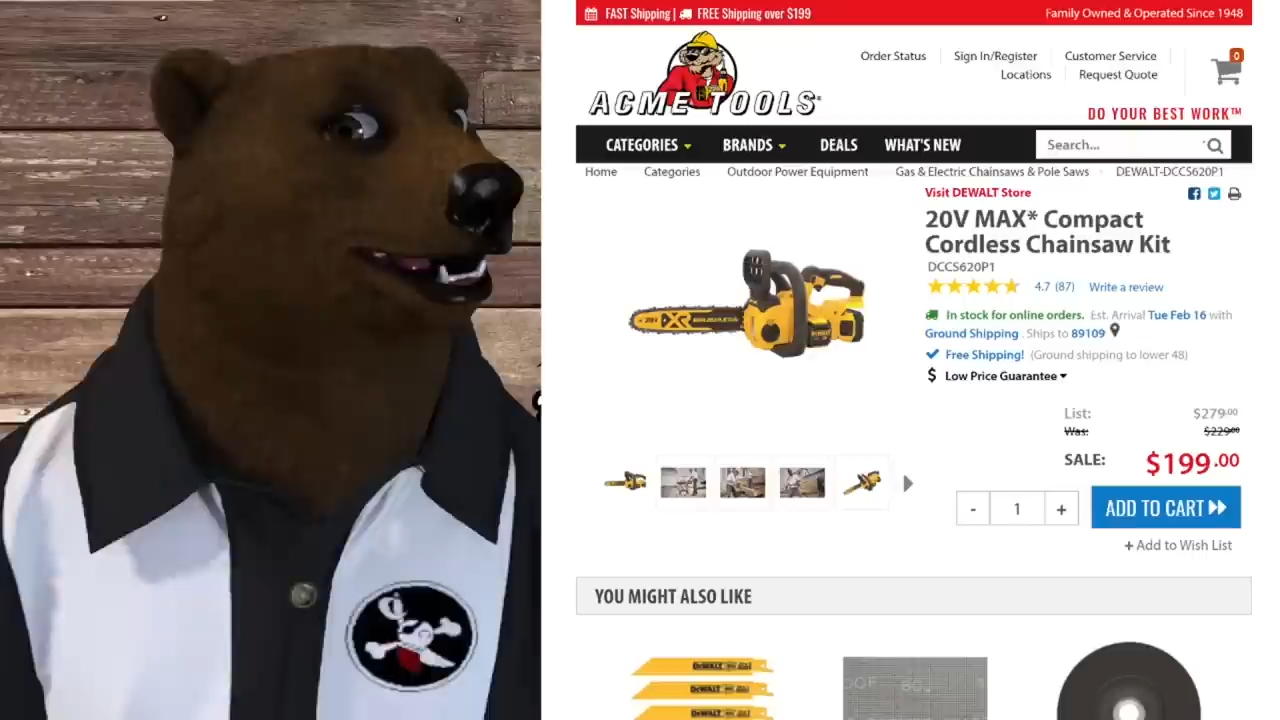 FAST Shipping | FREE Shipping over $199
Family Owned & Operated Since 1948
ACME TOOLS
Order Status
Sign In/Register
Customer Service
Locations
Request Quote
0
DO YOUR BEST WORK™
CATEGORIES
BRANDS
DEALS
WHAT'S NEW
Search...
Home
Categories
Outdoor Power Equipment
Gas & Electric Chainsaws & Pole Saws
DEWALT-DCCS620P1
Visit DEWALT Store
20V MAX* Compact
Cordless Chainsaw Kit
DCCS620P1
4.7 (87)
Write a review
In stock for online orders. Est. Arrival Tue Feb 16 with
Ground Shipping . Ships to 89109
Free Shipping! (Ground shipping to lower 48)
$ Low Price Guarantee
List: $279.00
Was: $229.00
SALE: $199.00
- 1 +
ADD TO CART
+ Add to Wish List
XR
YOU MIGHT ALSO LIKE
DEWALT
DEWALT
DEWALT